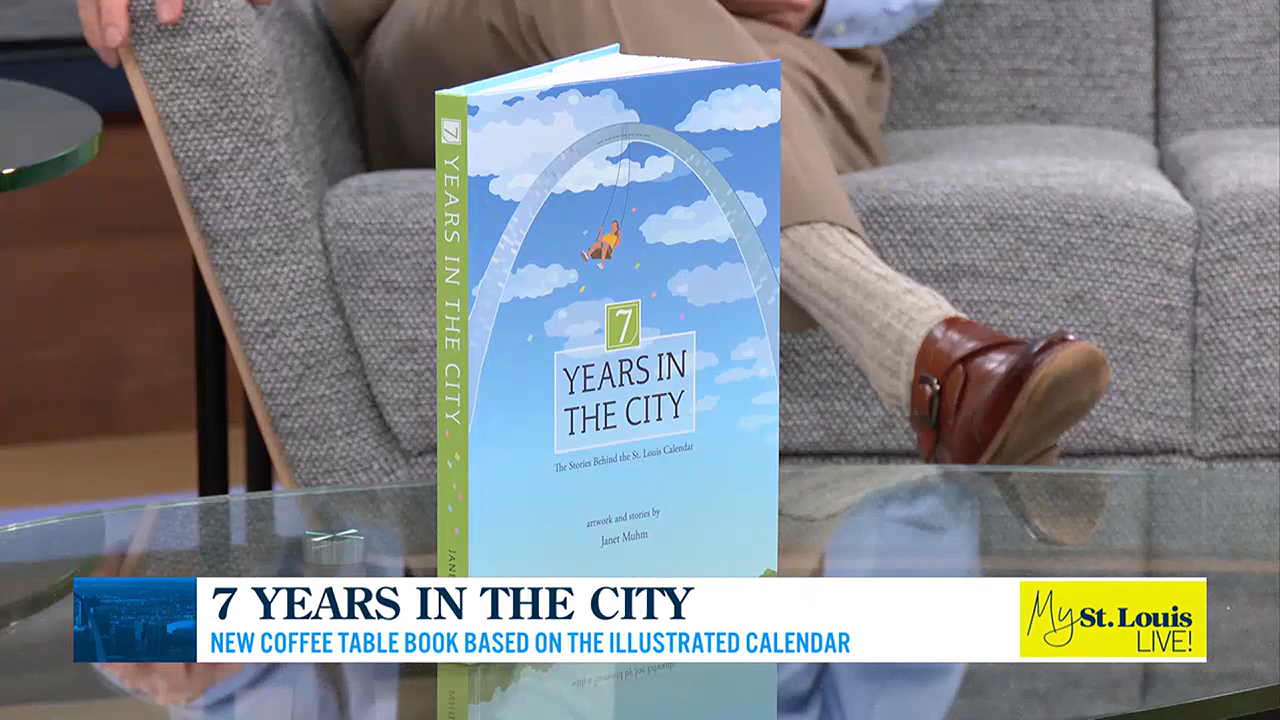 7 YEARS IN THE CITY
7
YEARS IN
THE CITY
The Stories Behind the St. Louis Calendar
artwork and stories by
Janet Muhm
7 YEARS IN THE CITY
NEW COFFEE TABLE BOOK BASED ON THE ILLUSTRATED CALENDAR
My St. Louis
LIVE!